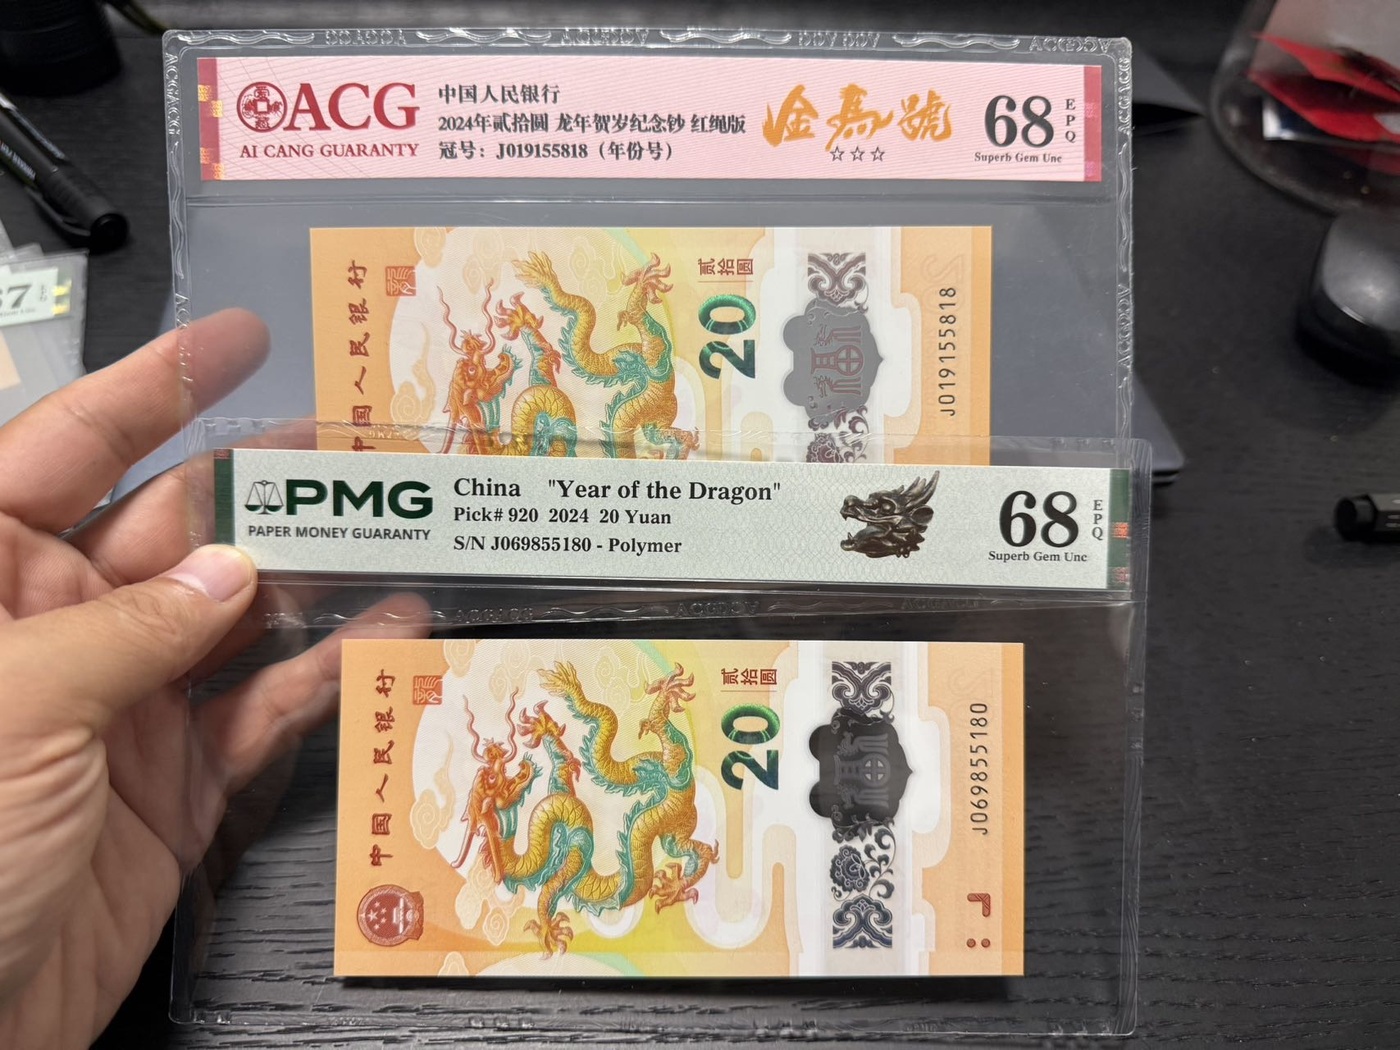 ACG
AI CANG GUARANTY
中国人民银行
2024年贰拾圆 龙年贺岁纪念钞 红绳版
冠号：J019155818（年份号）
金馬號
☆☆☆
68
EPQ
Superb Gem Unc
中国人民银行
贰拾圆
20
福
J019155818
67
PMG
PAPER MONEY GUARANTY
China "Year of the Dragon"
Pick# 920 2024 20 Yuan
S/N J069855180 - Polymer
68
EPQ
Superb Gem Unc
中国人民银行
贰拾圆
20
福
J069855180